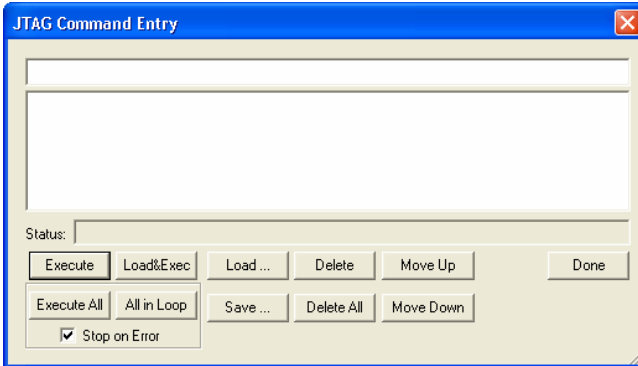 JTAG Command Entry
Status:
Execute Load&Exec Load ... Delete Move Up Done
Execute All All in Loop Save ... Delete All Move Down
Stop on Error